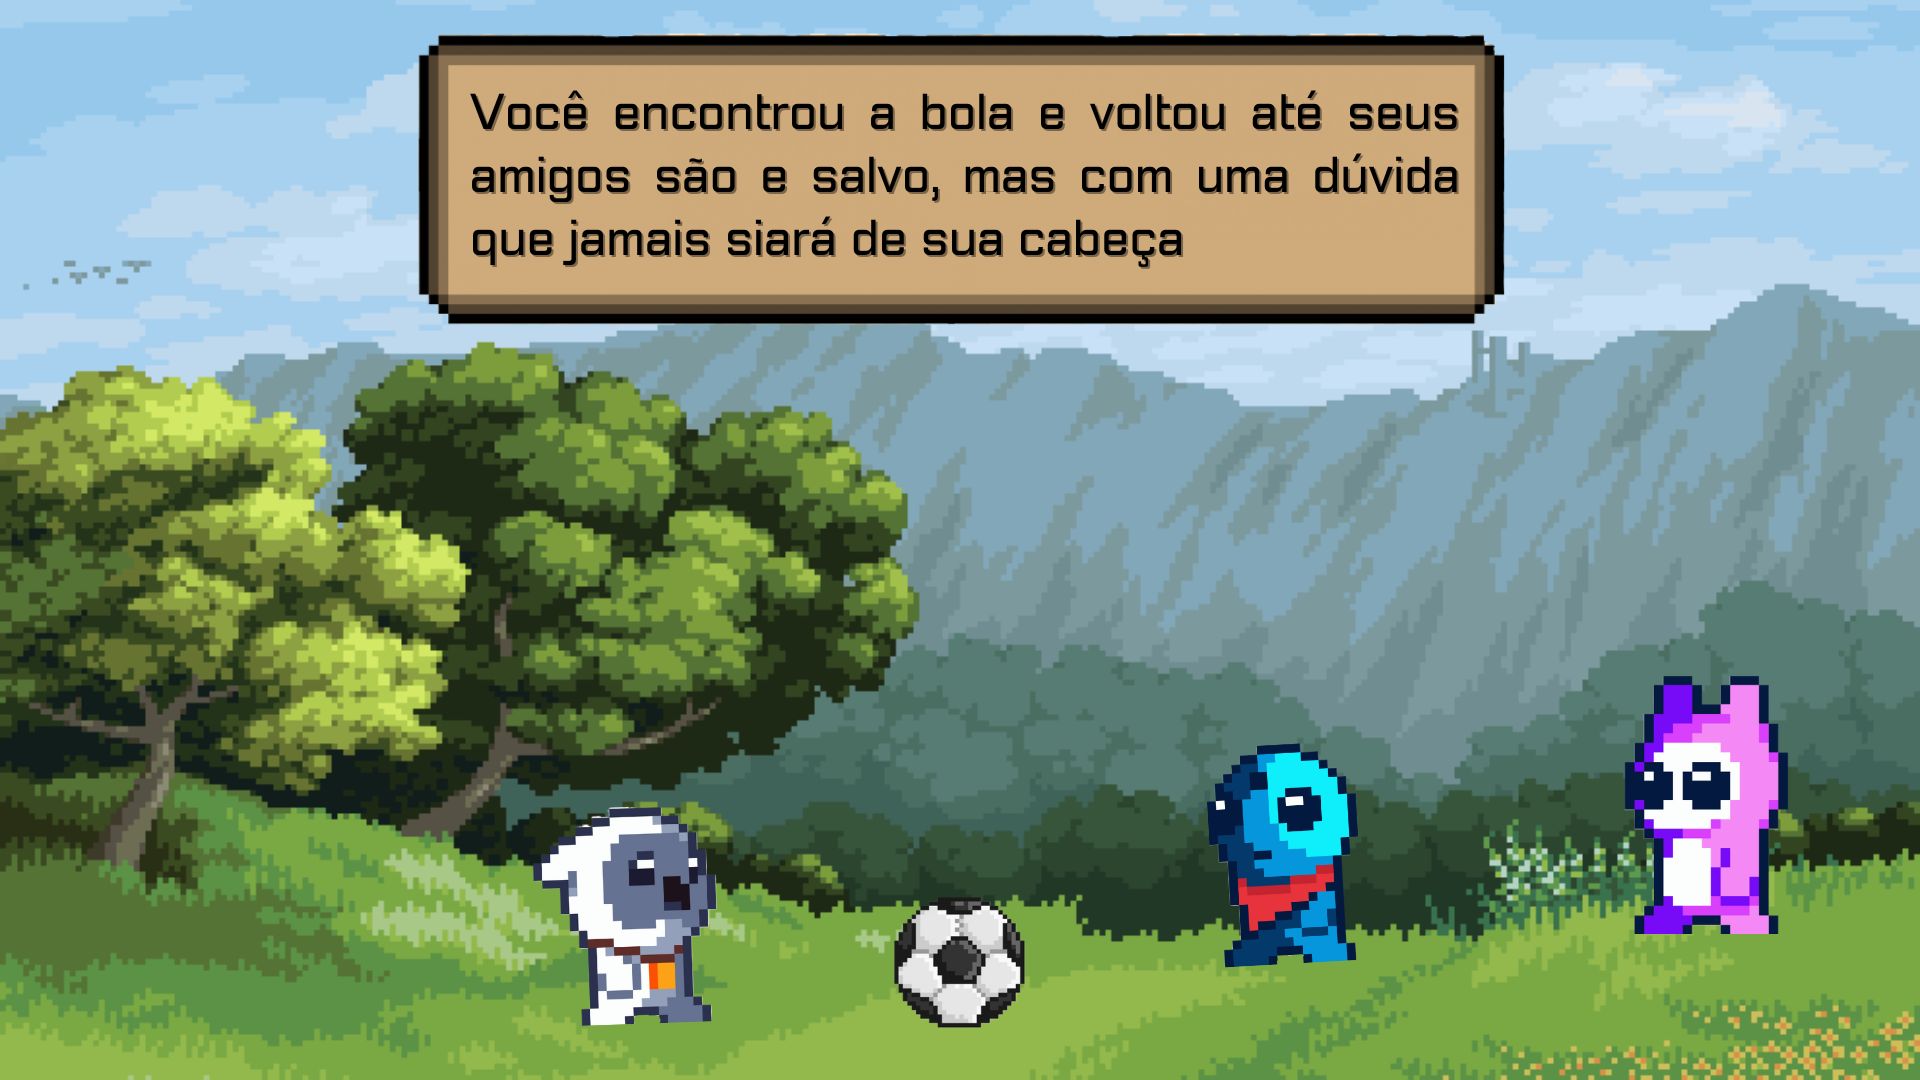 Você encontrou a bola e voltou até seus
amigos são e salvo, mas com uma dúvida
que jamais siará de sua cabeça